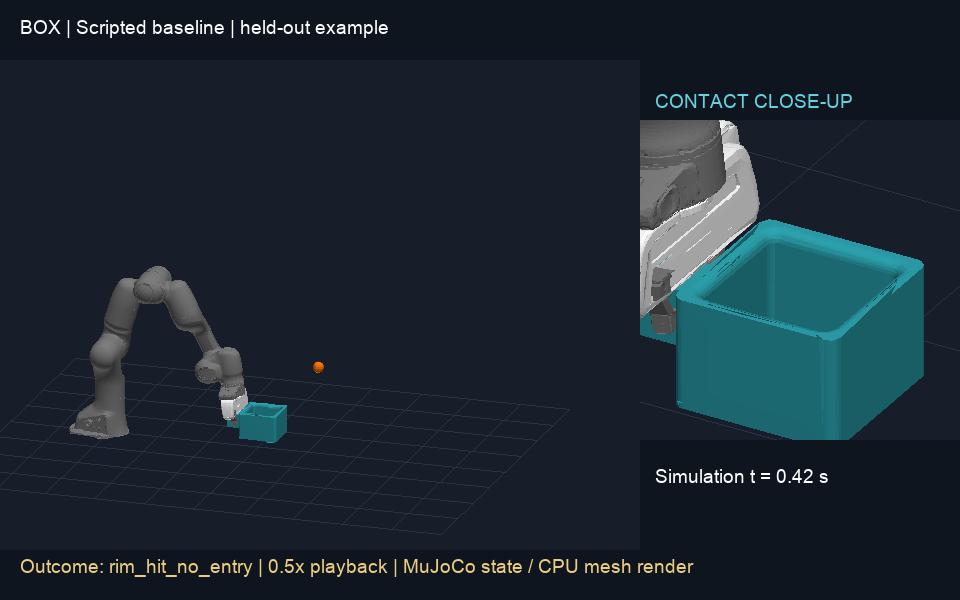 BOX | Scripted baseline | held-out example
CONTACT CLOSE-UP
Simulation t = 0.42 s
Outcome: rim_hit_no_entry | 0.5x playback | MuJoCo state / CPU mesh render